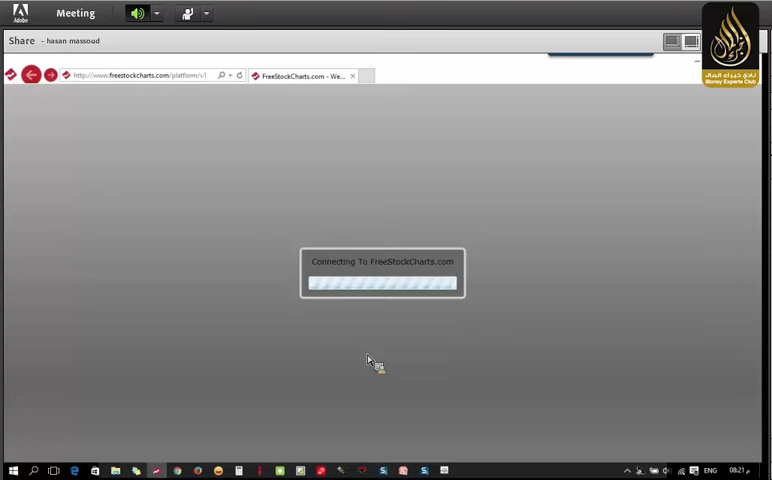 Adobe
Meeting
Share - hasan massoud
http://www.freestockcharts.com/platform/v1
FreeStockCharts.com - We...
نادي خبراء المال
Money Experts Club
Connecting To FreeStockCharts.com
ENG
08:21 م